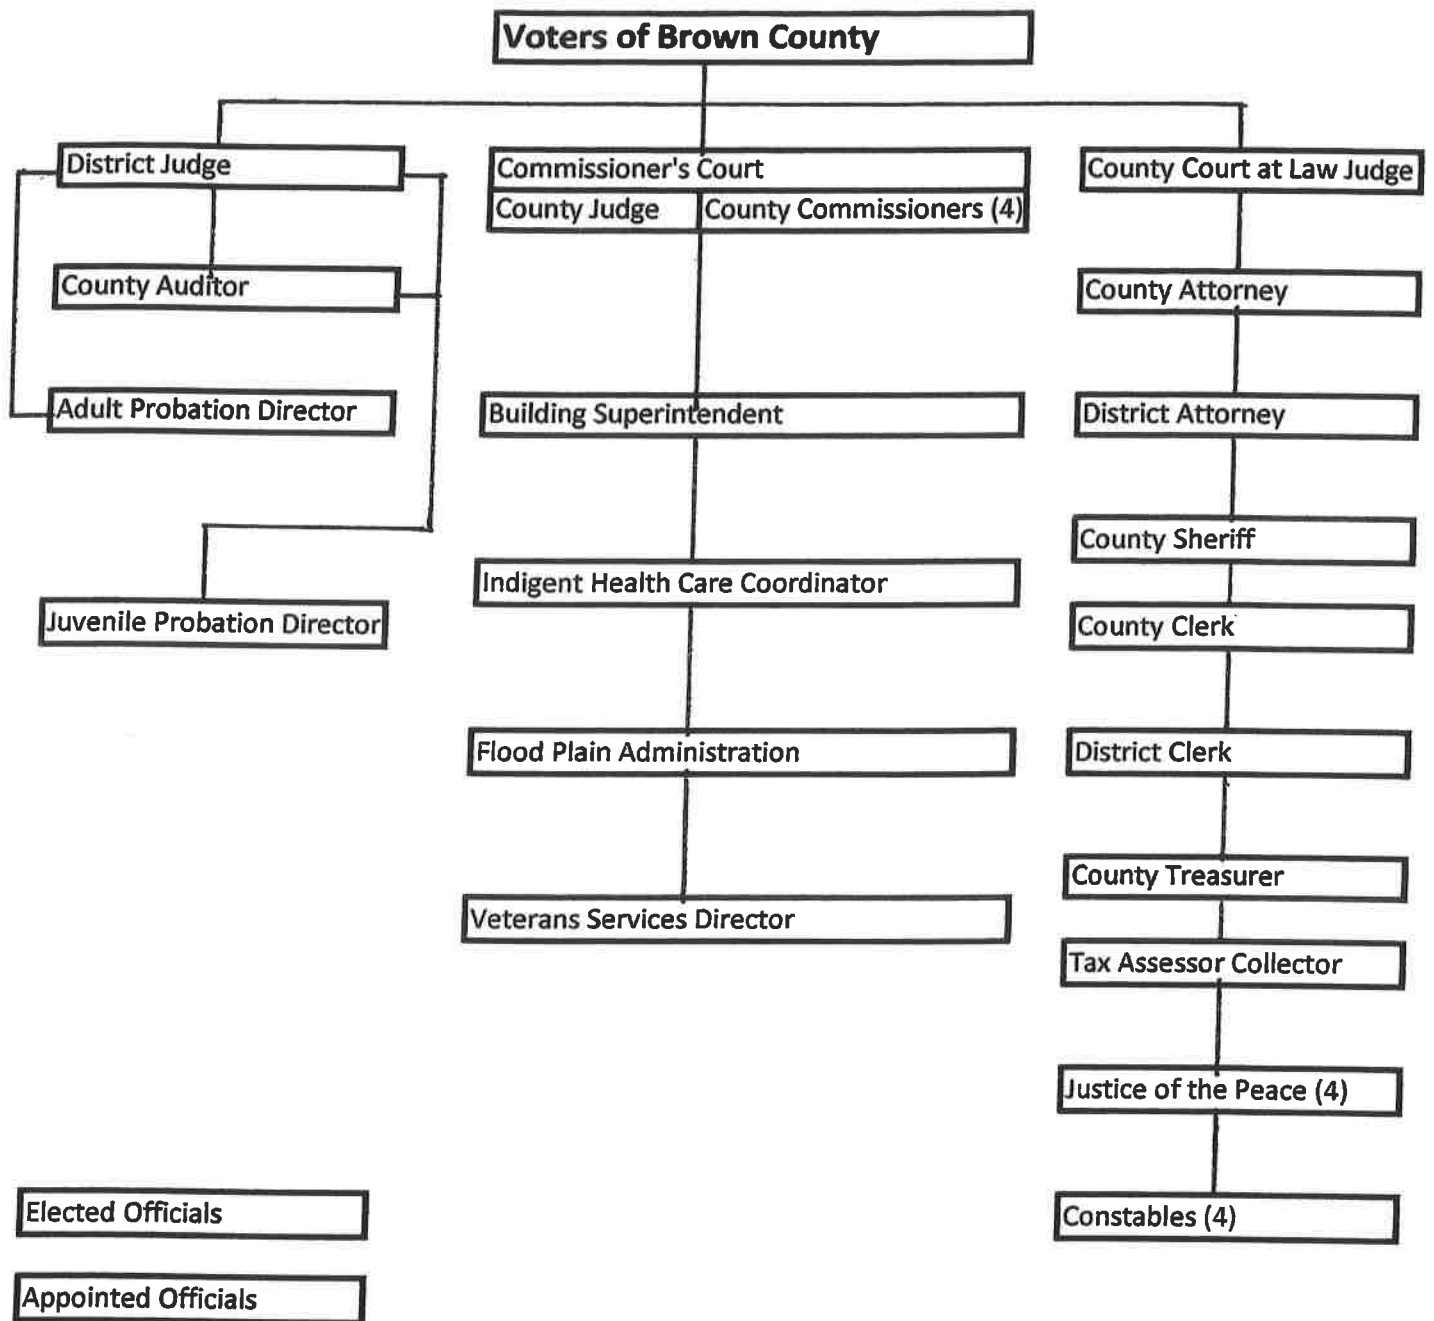 Voters of Brown County
District Judge
Commissioner's Court
County Court at Law Judge
County Judge
County Commissioners (4)
County Auditor
County Attorney
Adult Probation Director
Building Superintendent
District Attorney
County Sheriff
Indigent Health Care Coordinator
Juvenile Probation Director
County Clerk
Flood Plain Administration
District Clerk
County Treasurer
Veterans Services Director
Tax Assessor Collector
Justice of the Peace (4)
Elected Officials
Constables (4)
Appointed Officials